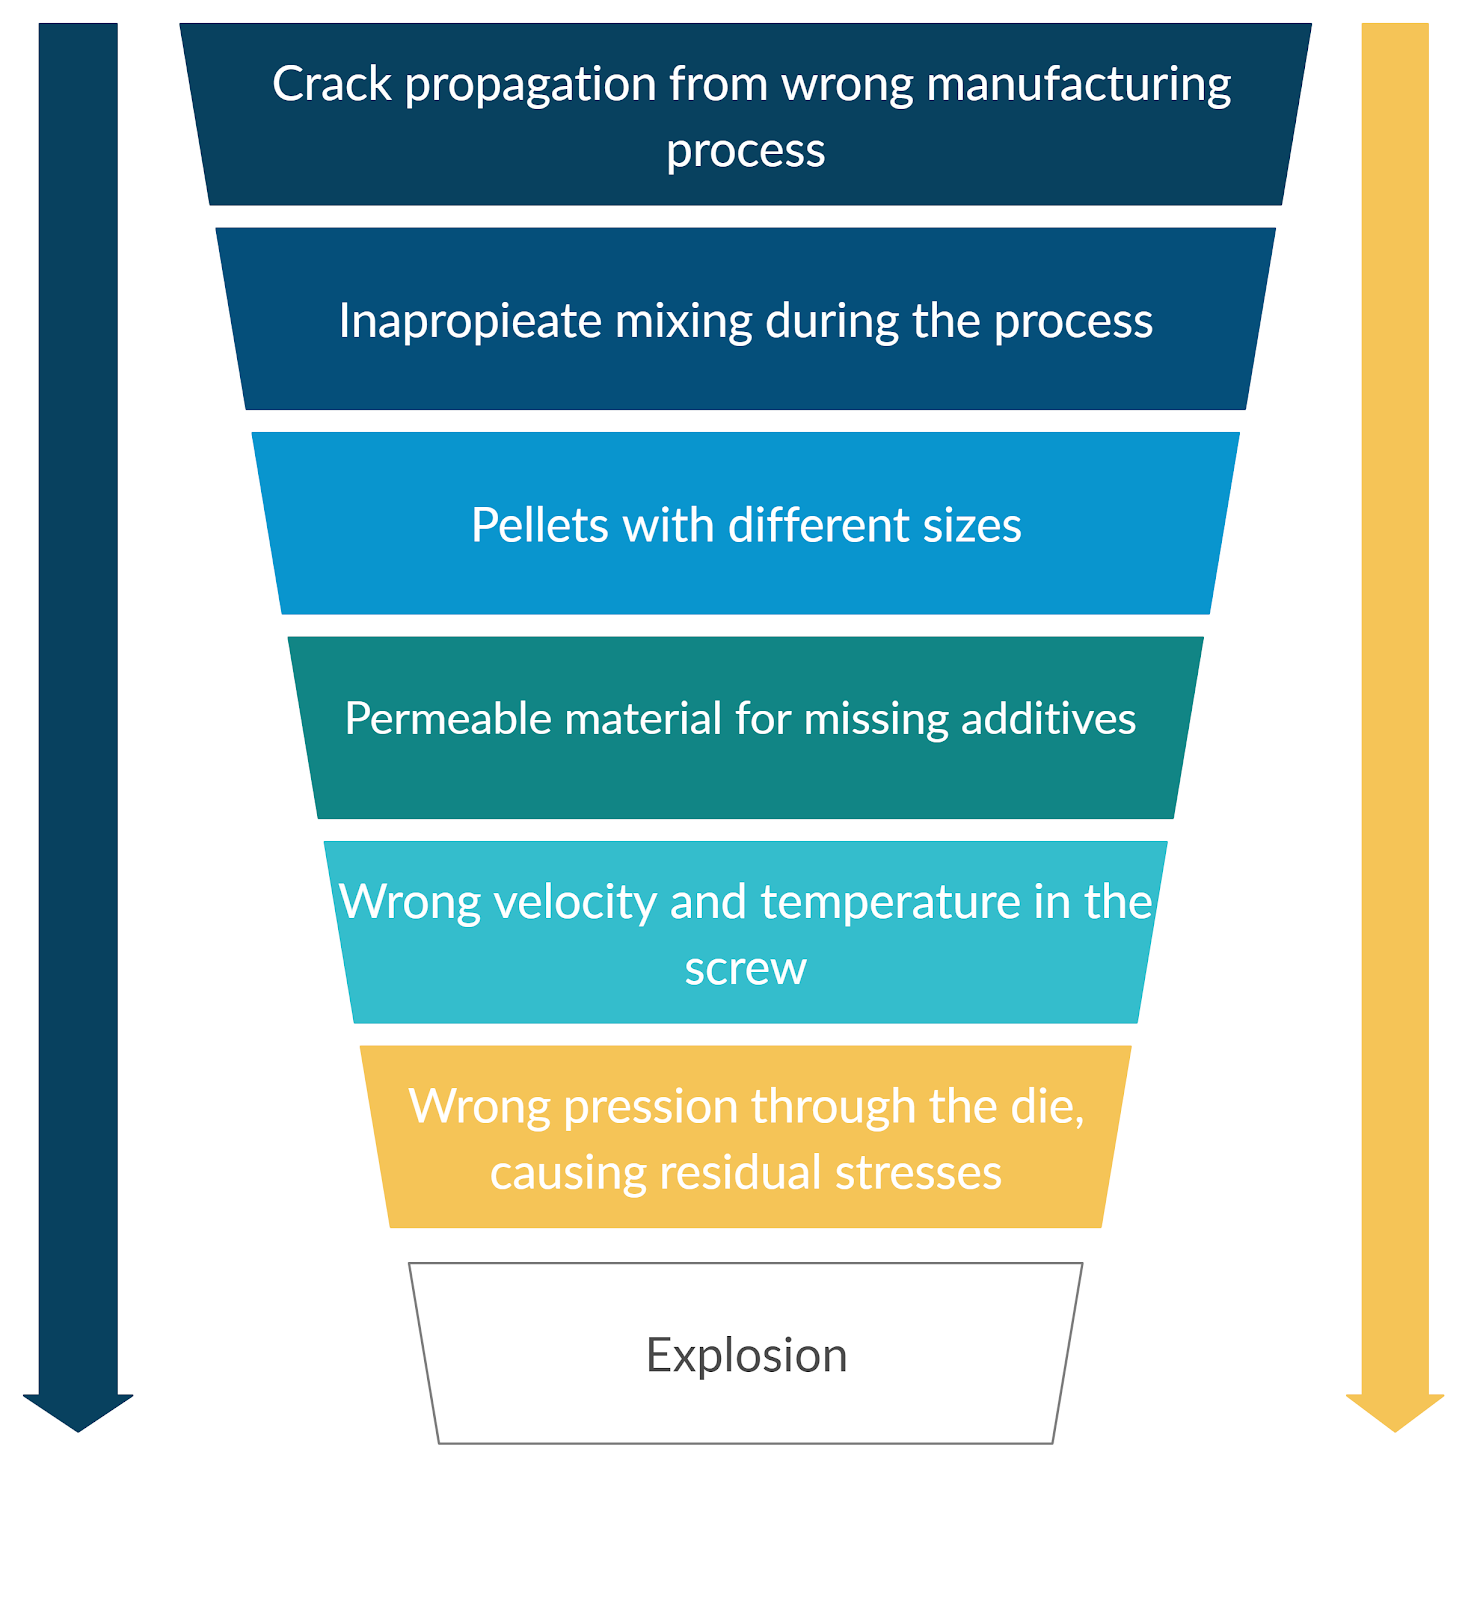 Crack propagation from wrong manufacturing
process
Inapropieate mixing during the process
Pellets with different sizes
Permeable material for missing additives
Wrong velocity and temperature in the
screw
Wrong pression through the die,
causing residual stresses
Explosion